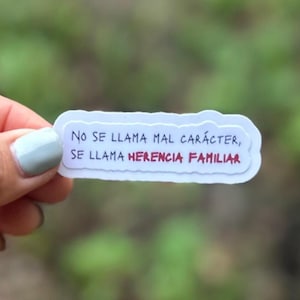 NO SE LLAMA MAL CARÁCTER,
SE LLAMA HERENCIA FAMILIAR